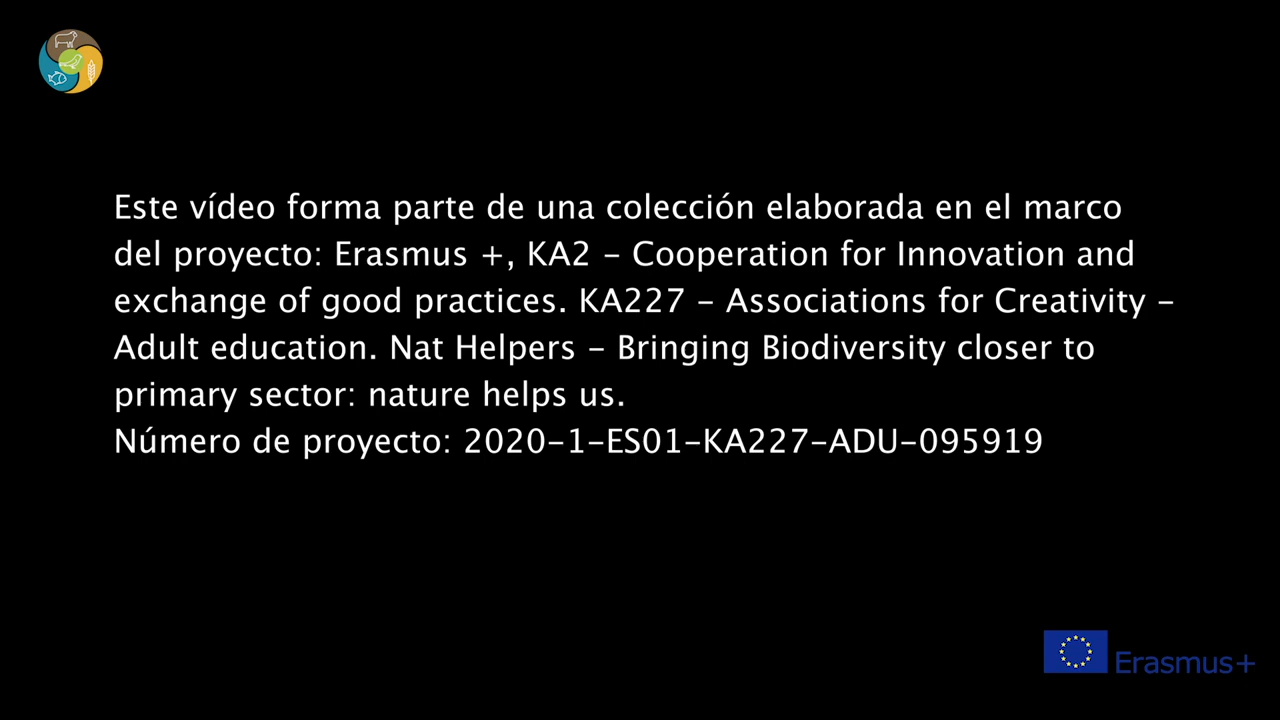 Este vídeo forma parte de una colección elaborada en el marco
del proyecto: Erasmus +, KA2 – Cooperation for Innovation and
exchange of good practices. KA227 – Associations for Creativity –
Adult education. Nat Helpers – Bringing Biodiversity closer to
primary sector: nature helps us.
Número de proyecto: 2020-1-ES01-KA227-ADU-095919
Erasmus+